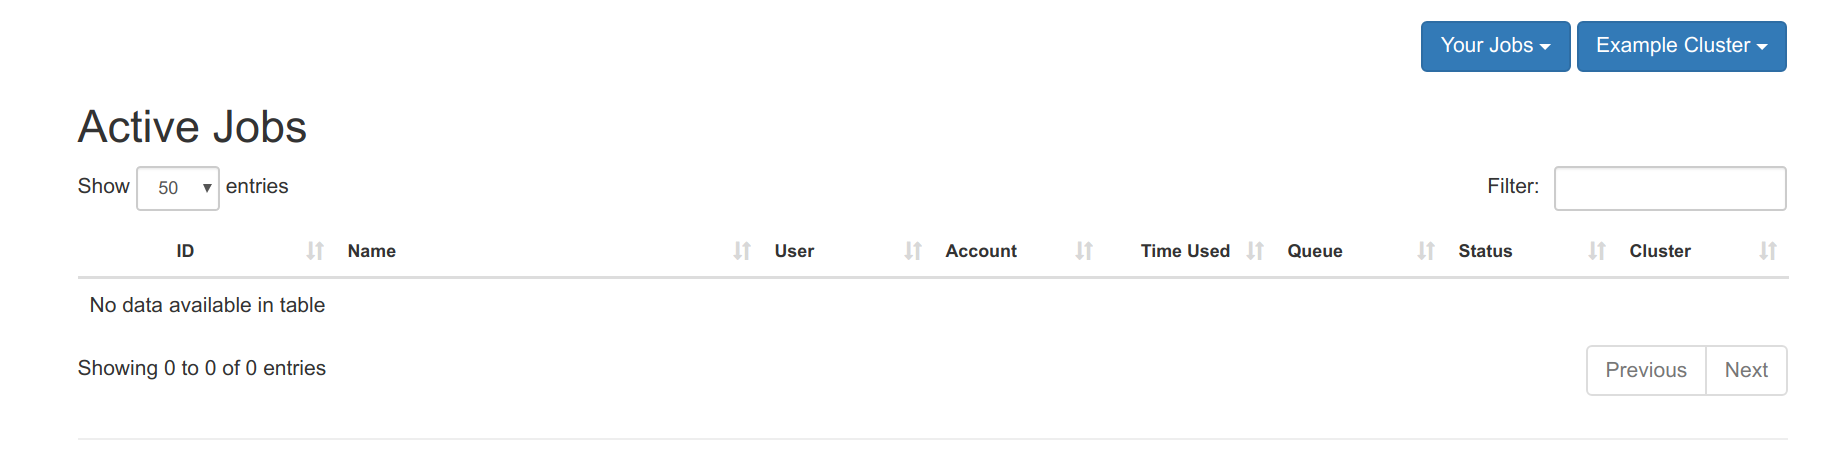 Your Jobs Example Cluster
Active Jobs
Show 50 entries Filter:
ID Name User Account Time Used Queue Status Cluster
No data available in table
Showing 0 to 0 of 0 entries Previous Next